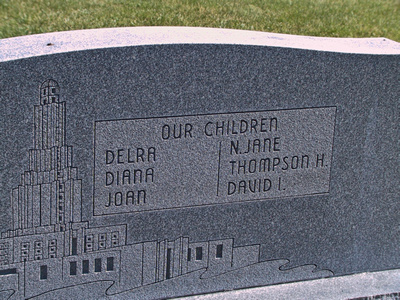 OUR CHILDREN
DELRA
DIANA
JOAN
N.JANE
THOMPSON H.
DAVID I.